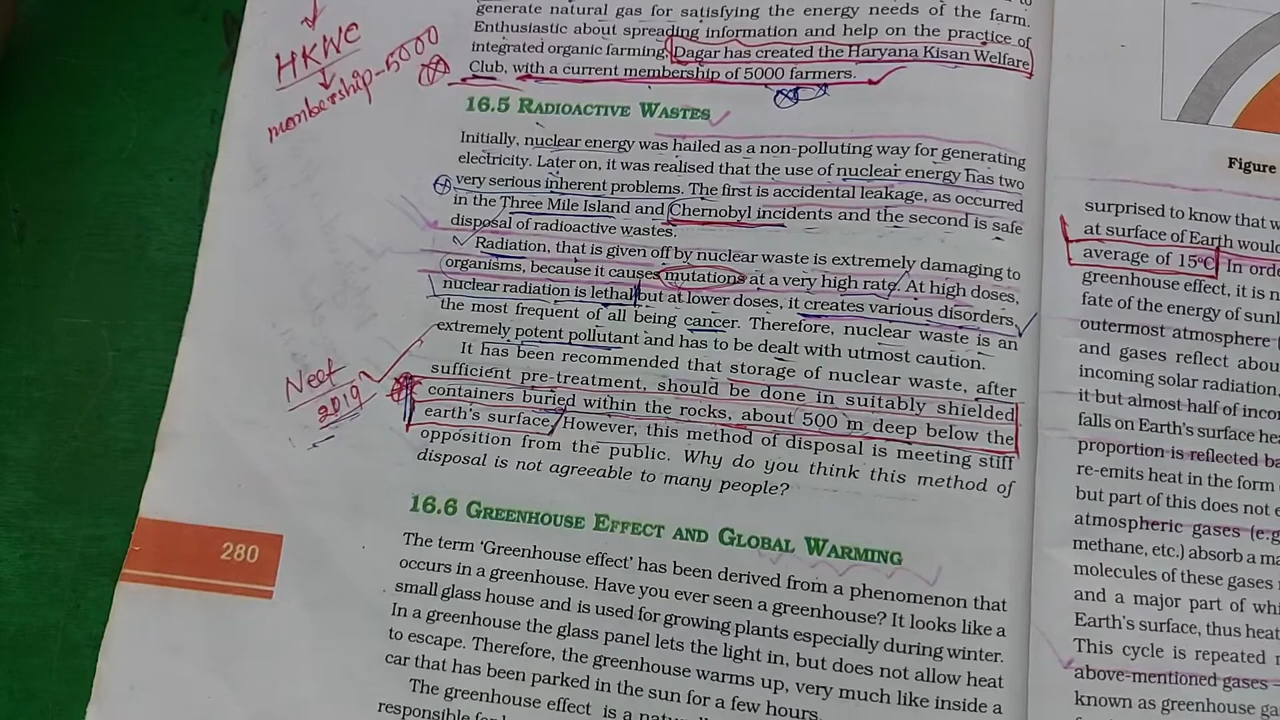 HKWC
membership-5000
generate natural gas for satisfying the energy needs of the farm.
Enthusiastic about spreading information and help on the practice of
integrated organic farming, Dagar has created the Haryana Kisan Welfare
Club, with a current membership of 5000 farmers.
16.5 RADIOACTIVE WASTES
Initially, nuclear energy was hailed as a non-polluting way for generating
electricity. Later on, it was realised that the use of nuclear energy has two
very serious inherent problems. The first is accidental leakage, as occurred
in the Three Mile Island and Chernobyl incidents and the second is safe
disposal of radioactive wastes.
Radiation, that is given off by nuclear waste is extremely damaging to
organisms, because it causes mutations at a very high rate. At high doses,
nuclear radiation is lethal but at lower doses, it creates various disorders,
the most frequent of all being cancer. Therefore, nuclear waste is an
extremely potent pollutant and has to be dealt with utmost caution.
It has been recommended that storage of nuclear waste, after
sufficient pre-treatment, should be done in suitably shielded
containers buried within the rocks, about 500 m deep below the
earth's surface. However, this method of disposal is meeting stiff
opposition from the public. Why do you think this method of
disposal is not agreeable to many people?
Neet
2019
16.6 GREENHOUSE EFFECT AND GLOBAL WARMING
The term 'Greenhouse effect' has been derived from a phenomenon that
occurs in a greenhouse. Have you ever seen a greenhouse? It looks like a
small glass house and is used for growing plants especially during winter.
In a greenhouse the glass panel lets the light in, but does not allow heat
to escape. Therefore, the greenhouse warms up, very much like inside a
car that has been parked in the sun for a few hours.
The greenhouse effect is a
responsible
280
Figure
surprised to know that
at surface of Earth would
average of 15°C. In
greenhouse effect, it is
fate of the energy of
outermost atmosphere
and gases reflect
incoming solar radiation,
it but almost half of
falls on Earth's surface
proportion is reflected
re-emits heat in the form
but part of this does not
atmospheric gases (e.g
methane, etc.) absorb a
molecules of these gases
and a major part of
Earth's surface, thus
This cycle is repeated
above-mentioned gases
known as greenhouse